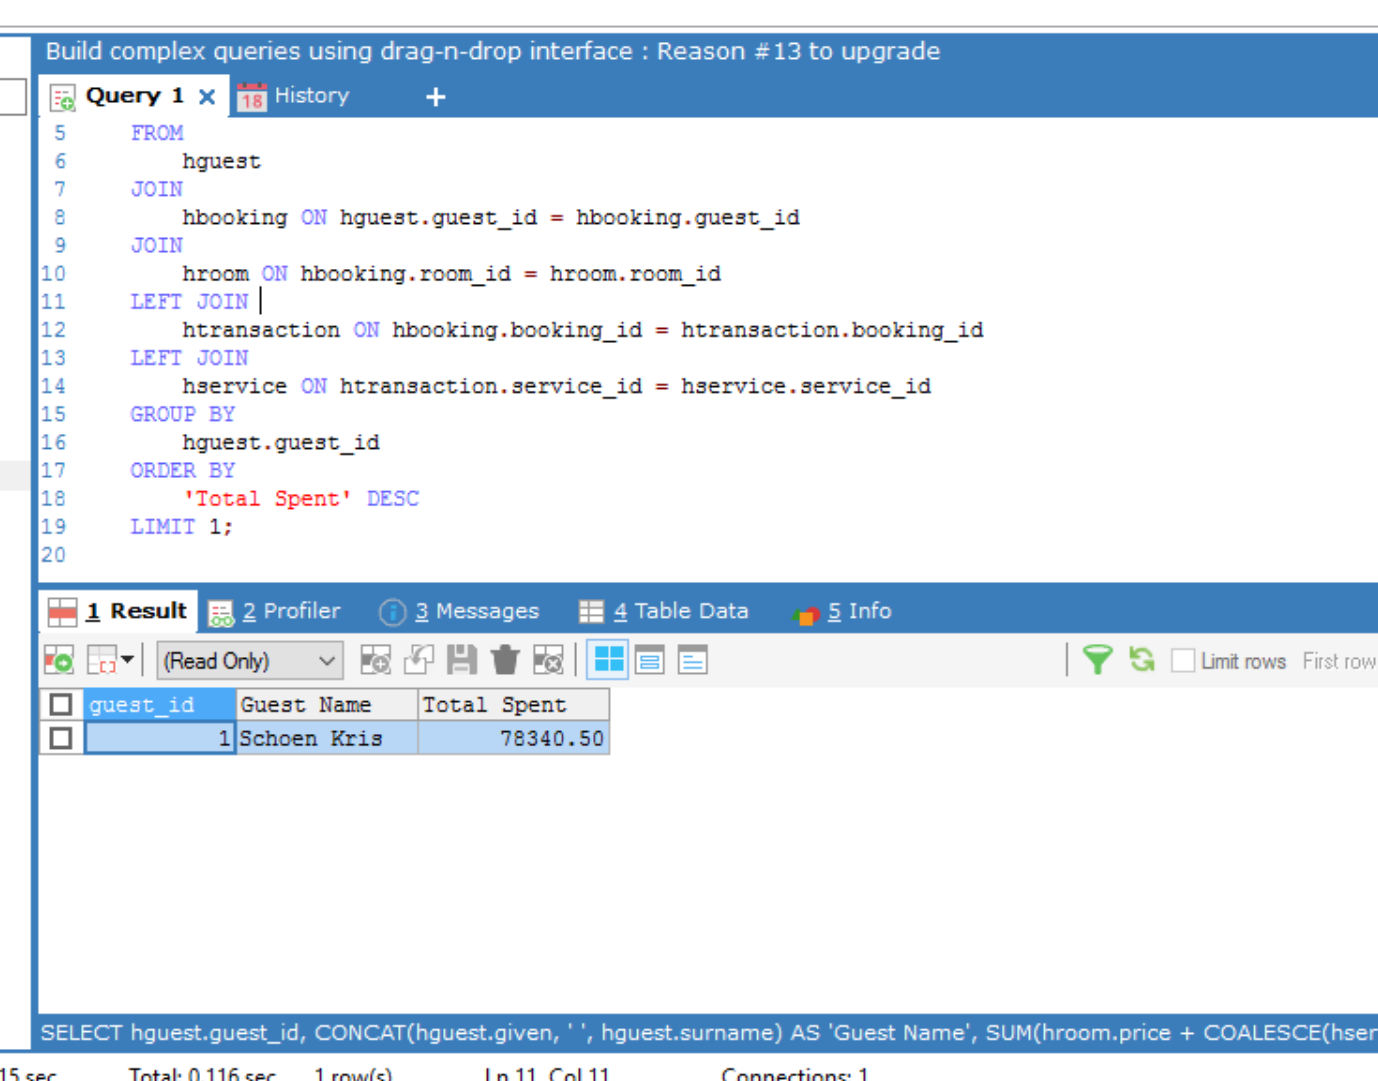 Build complex queries using drag-n-drop interface : Reason #13 to upgrade
Query 1 18 History +
5 FROM
6 hguest
7 JOIN
8 hbooking ON hguest.guest_id = hbooking.guest_id
9 JOIN
10 hroom ON hbooking.room_id = hroom.room_id
11 LEFT JOIN
12 htransaction ON hbooking.booking_id = htransaction.booking_id
13 LEFT JOIN
14 hservice ON htransaction.service_id = hservice.service_id
15 GROUP BY
16 hguest.guest_id
17 ORDER BY
18 'Total Spent' DESC
19 LIMIT 1;
20
1 Result 2 Profiler 3 Messages 4 Table Data 5 Info
(Read Only) Limit rows First row
guest_id Guest Name Total Spent
1 Schoen Kris 78340.50
SELECT hguest.guest_id, CONCAT(hguest.given, ' ', hguest.surname) AS 'Guest Name', SUM(hroom.price + COALESCE(hser
15 sec Total: 0.116 sec 1 row(s) Ln 11, Col 11 Connections: 1